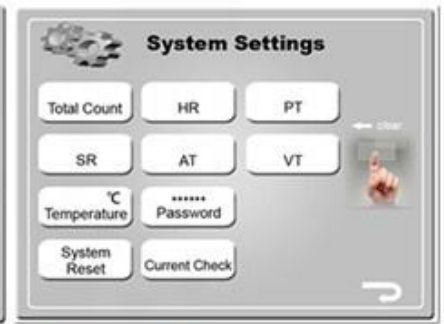 System Settings
Total Count
HR
PT
clear
SR
AT
VT
℃
Temperature
••••••
Password
System
Reset
Current Check